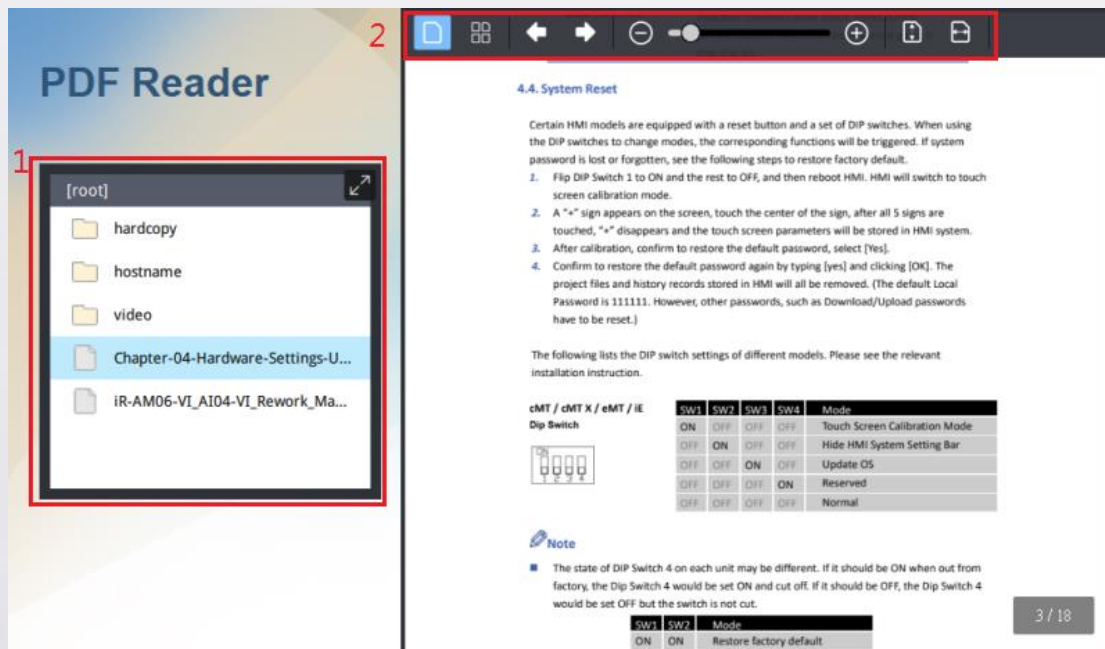 2
PDF Reader
1
[root]
hardcopy
hostname
video
Chapter-04-Hardware-Settings-U...
iR-AM06-VI_AI04-VI_Rework_Ma...
4.4. System Reset
Certain HMI models are equipped with a reset button and a set of DIP switches. When using
the DIP switches to change modes, the corresponding functions will be triggered. If system
password is lost or forgotten, see the following steps to restore factory default.
1. Flip DIP Switch 1 to ON and the rest to OFF, and then reboot HMI. HMI will switch to touch
screen calibration mode.
2. A "+" sign appears on the screen, touch the center of the sign, after all 5 signs are
touched, "+" disappears and the touch screen parameters will be stored in HMI system.
3. After calibration, confirm to restore the default password, select [Yes].
4. Confirm to restore the default password again by typing [yes] and clicking [OK]. The
project files and history records stored in HMI will all be removed. (The default Local
Password is 111111. However, other passwords, such as Download/Upload passwords
have to be reset.)
The following lists the DIP switch settings of different models. Please see the relevant
installation instruction.
cMT / cMT X / eMT / iE
Dip Switch
1 2 3 4
SW1 SW2 SW3 SW4 Mode
ON OFF OFF OFF Touch Screen Calibration Mode
OFF ON OFF OFF Hide HMI System Setting Bar
OFF OFF ON OFF Update OS
OFF OFF OFF ON Reserved
OFF OFF OFF OFF Normal
Note
■ The state of DIP Switch 4 on each unit may be different. If it should be ON when out from
factory, the Dip Switch 4 would be set ON and cut off. If it should be OFF, the Dip Switch 4
would be set OFF but the switch is not cut.
SW1 SW2 Mode
ON ON Restore factory default
3 / 18